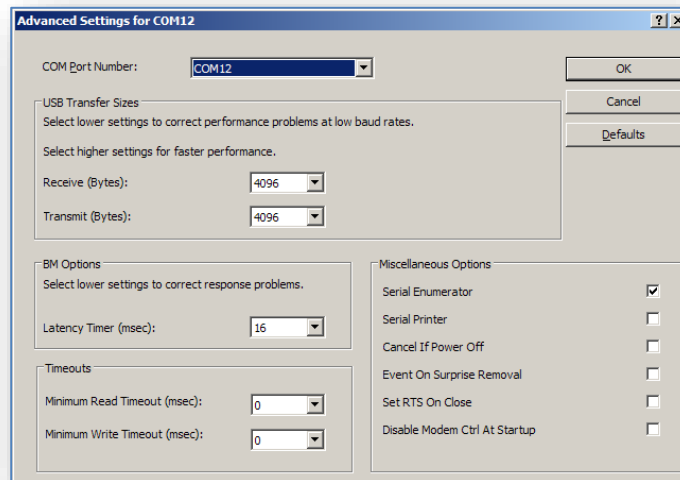 Advanced Settings for COM12
COM Port Number:
COM12
OK
Cancel
Defaults
USB Transfer Sizes
Select lower settings to correct performance problems at low baud rates.
Select higher settings for faster performance.
Receive (Bytes):
4096
Transmit (Bytes):
4096
BM Options
Select lower settings to correct response problems.
Latency Timer (msec):
16
Timeouts
Minimum Read Timeout (msec):
0
Minimum Write Timeout (msec):
0
Miscellaneous Options
Serial Enumerator
Serial Printer
Cancel If Power Off
Event On Surprise Removal
Set RTS On Close
Disable Modem Ctrl At Startup